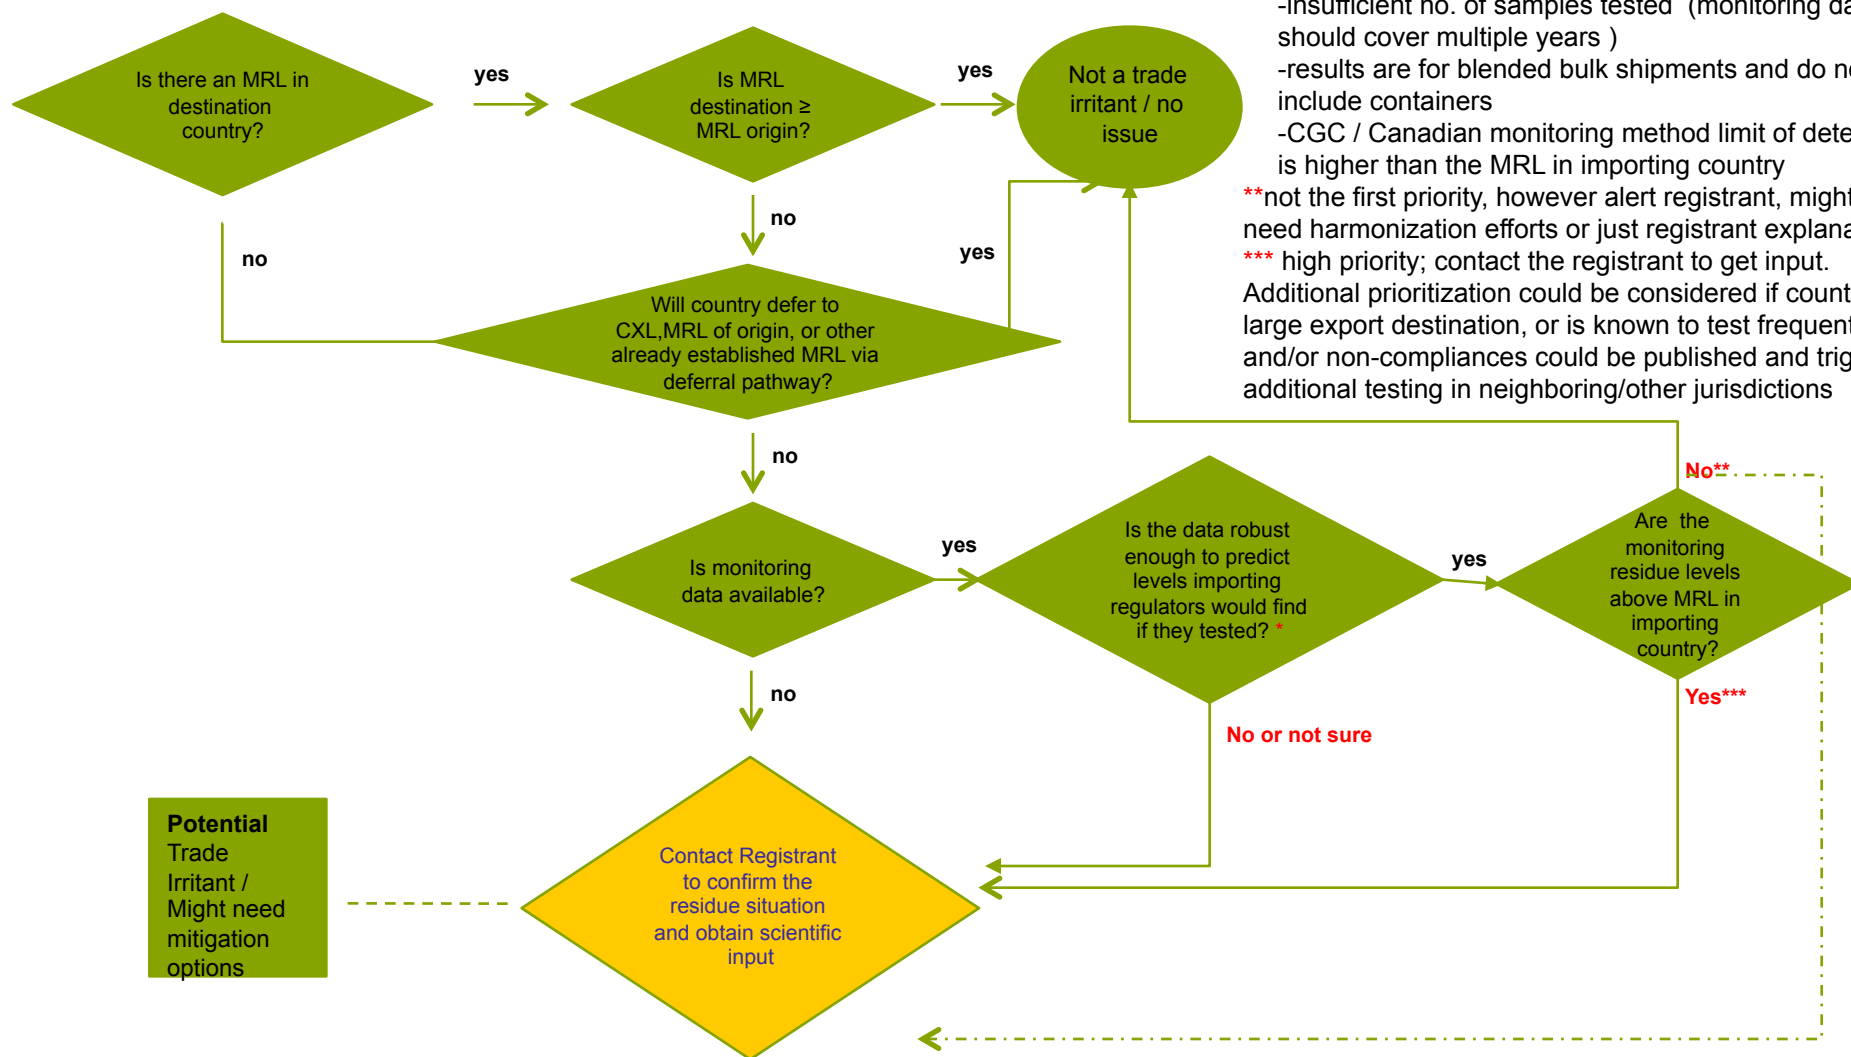 Is there an MRL in
destination
country?
yes
Is MRL
destination ≥
MRL origin?
yes
Not a trade
irritant / no
issue
-insufficient no. of samples tested (monitoring
should cover multiple years )
-results are for blended bulk shipments and do
include containers
-CGC / Canadian monitoring method limit of
is higher than the MRL in importing country
**not the first priority, however alert registrant, might
need harmonization efforts or just registrant
*** high priority; contact the registrant to get input.
Additional prioritization could be considered if
large export destination, or is known to test
and/or non-compliances could be published and
additional testing in neighboring/other jurisdictions
no
no
yes
Will country defer to
CXL,MRL of origin, or other
already established MRL via
deferral pathway?
no
Is monitoring
data available?
yes
Is the data robust
enough to predict
levels importing
regulators would find
if they tested? *
yes
No**
Are the
monitoring
residue levels
above MRL in
importing
country?
no
No or not sure
Yes***
Potential
Trade
Irritant /
Might need
mitigation
options
Contact Registrant
to confirm the
residue situation
and obtain scientific
input